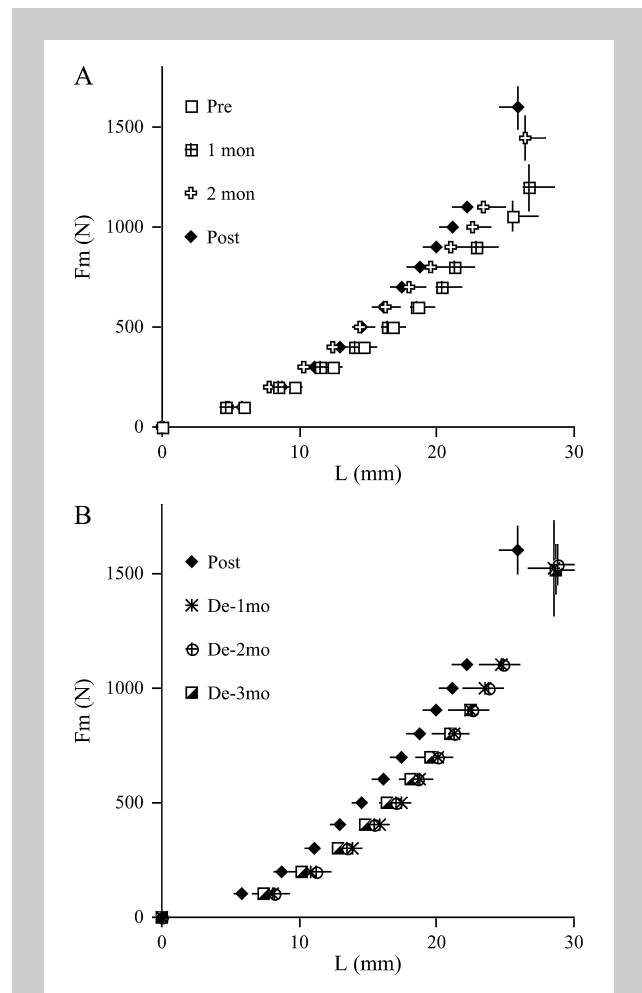 A
Pre
1 mon
2 mon
Post
Fm (N)
1500
1000
500
0
0 10 20 30
L (mm)
B
Post
De-1mo
De-2mo
De-3mo
Fm (N)
1500
1000
500
0
0 10 20 30
L (mm)